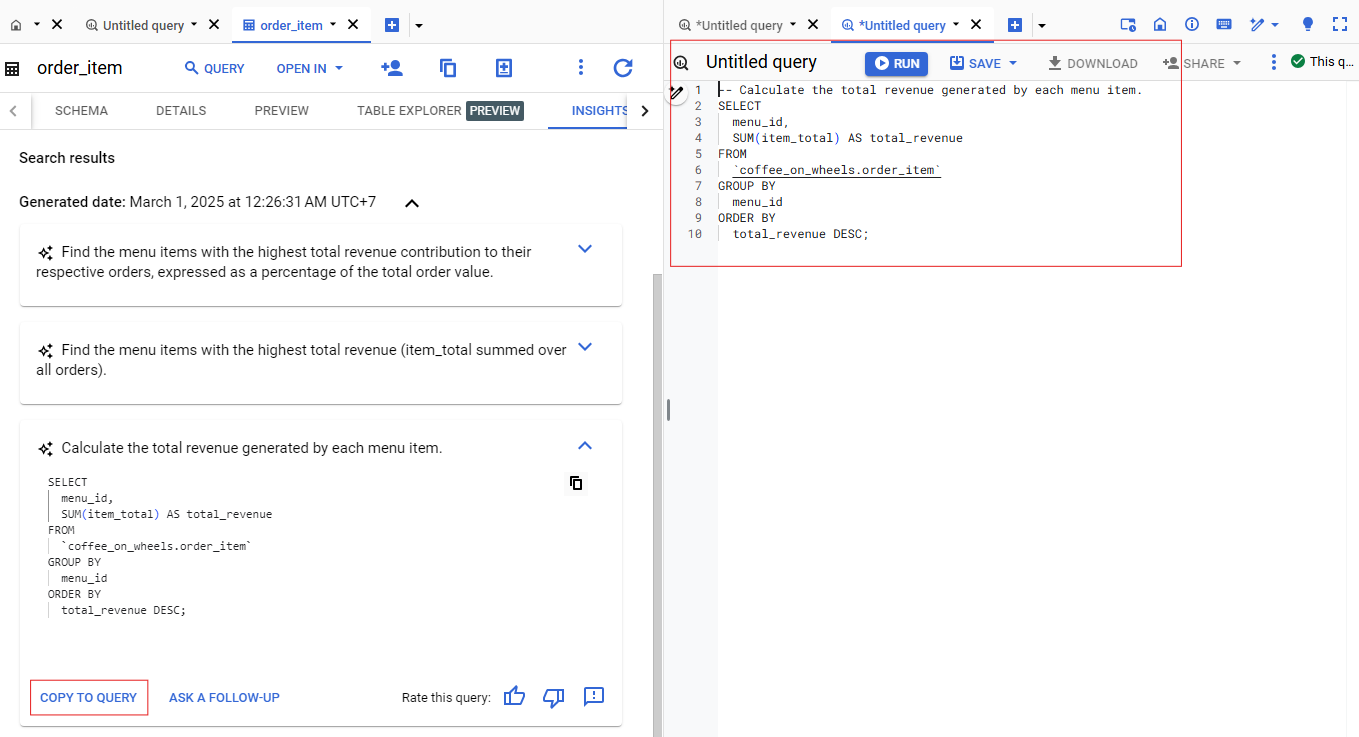 Untitled query
order_item
*Untitled query
*Untitled query
order_item
QUERY
OPEN IN
SCHEMA
DETAILS
PREVIEW
TABLE EXPLORER PREVIEW
INSIGHTS
Search results
Generated date: March 1, 2025 at 12:26:31 AM UTC+7
Find the menu items with the highest total revenue contribution to their
respective orders, expressed as a percentage of the total order value.
Find the menu items with the highest total revenue (item_total summed over
all orders).
Calculate the total revenue generated by each menu item.
SELECT
menu_id,
SUM(item_total) AS total_revenue
FROM
`coffee_on_wheels.order_item`
GROUP BY
menu_id
ORDER BY
total_revenue DESC;
COPY TO QUERY
ASK A FOLLOW-UP
Rate this query:
Untitled query
RUN
SAVE
DOWNLOAD
SHARE
This q...
1 -- Calculate the total revenue generated by each menu item.
2 SELECT
3 menu_id,
4 SUM(item_total) AS total_revenue
5 FROM
6 `coffee_on_wheels.order_item`
7 GROUP BY
8 menu_id
9 ORDER BY
10 total_revenue DESC;